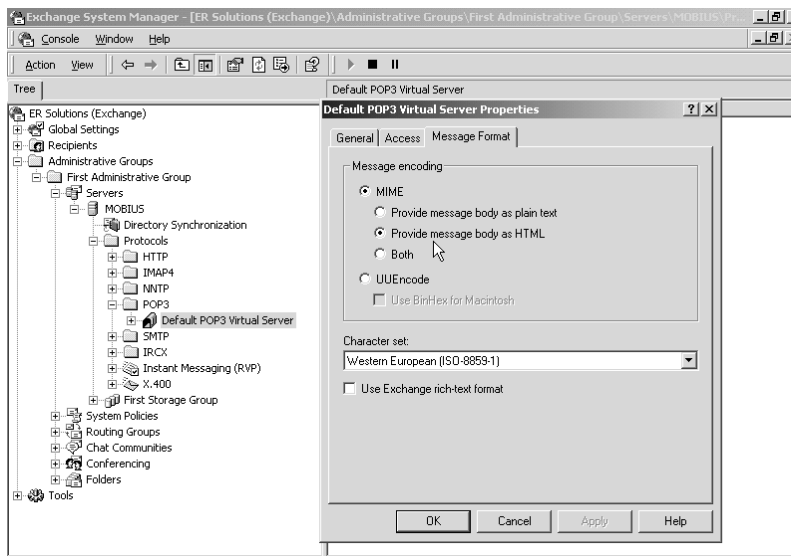 Exchange System Manager - [ER Solutions (Exchange)\Administrative Groups\First Administrative Group\Servers\MOBIUS\Pr...
Console Window Help
Action View
Tree
Default POP3 Virtual Server
ER Solutions (Exchange)
Global Settings
Recipients
Administrative Groups
First Administrative Group
Servers
MOBIUS
Directory Synchronization
Protocols
HTTP
IMAP4
NNTP
POP3
Default POP3 Virtual Server
SMTP
IRCX
Instant Messaging (RVP)
X.400
First Storage Group
System Policies
Routing Groups
Chat Communities
Conferencing
Folders
Tools
Default POP3 Virtual Server Properties
General Access Message Format
Message encoding
MIME
Provide message body as plain text
Provide message body as HTML
Both
UUEncode
Use BinHex for Macintosh
Character set:
Western European (ISO-8859-1)
Use Exchange rich-text format
OK Cancel Apply Help